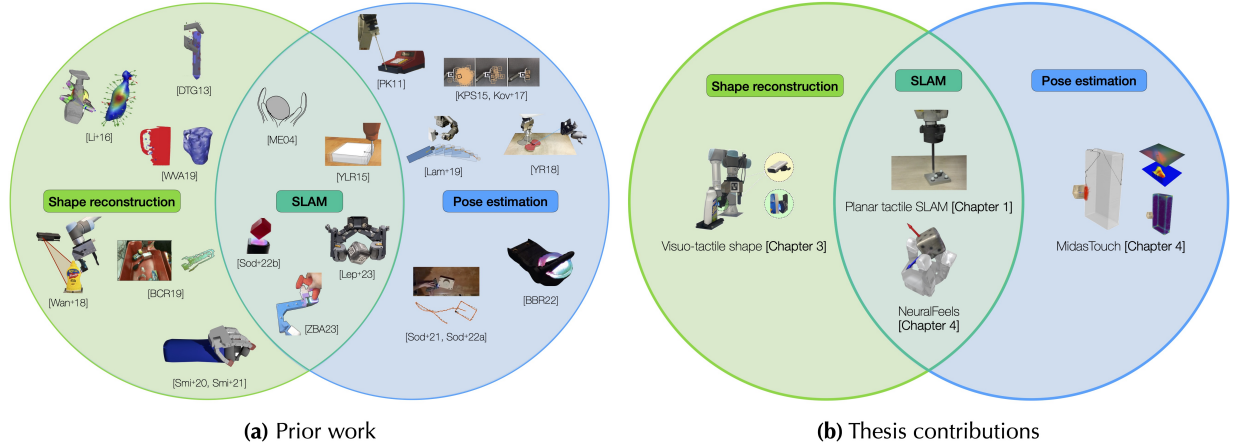 [DTG13]
[Li+16]
[WVA19]
Shape reconstruction
[Wan+18]
[BCR19]
[Smi+20, Smi+21]
[ME04]
[YLR15]
SLAM
[Sod+22b]
[Lep+23]
[ZBA23]
[PK11]
[KPS15, Kov+17]
[Lam+19]
[YR18]
Pose estimation
[BBR22]
[Sod+21, Sod+22a]
(a) Prior work
Shape reconstruction
Visuo-tactile shape [Chapter 3]
SLAM
Planar tactile SLAM [Chapter 1]
NeuralFeels
[Chapter 4]
Pose estimation
MidasTouch [Chapter 4]
(b) Thesis contributions